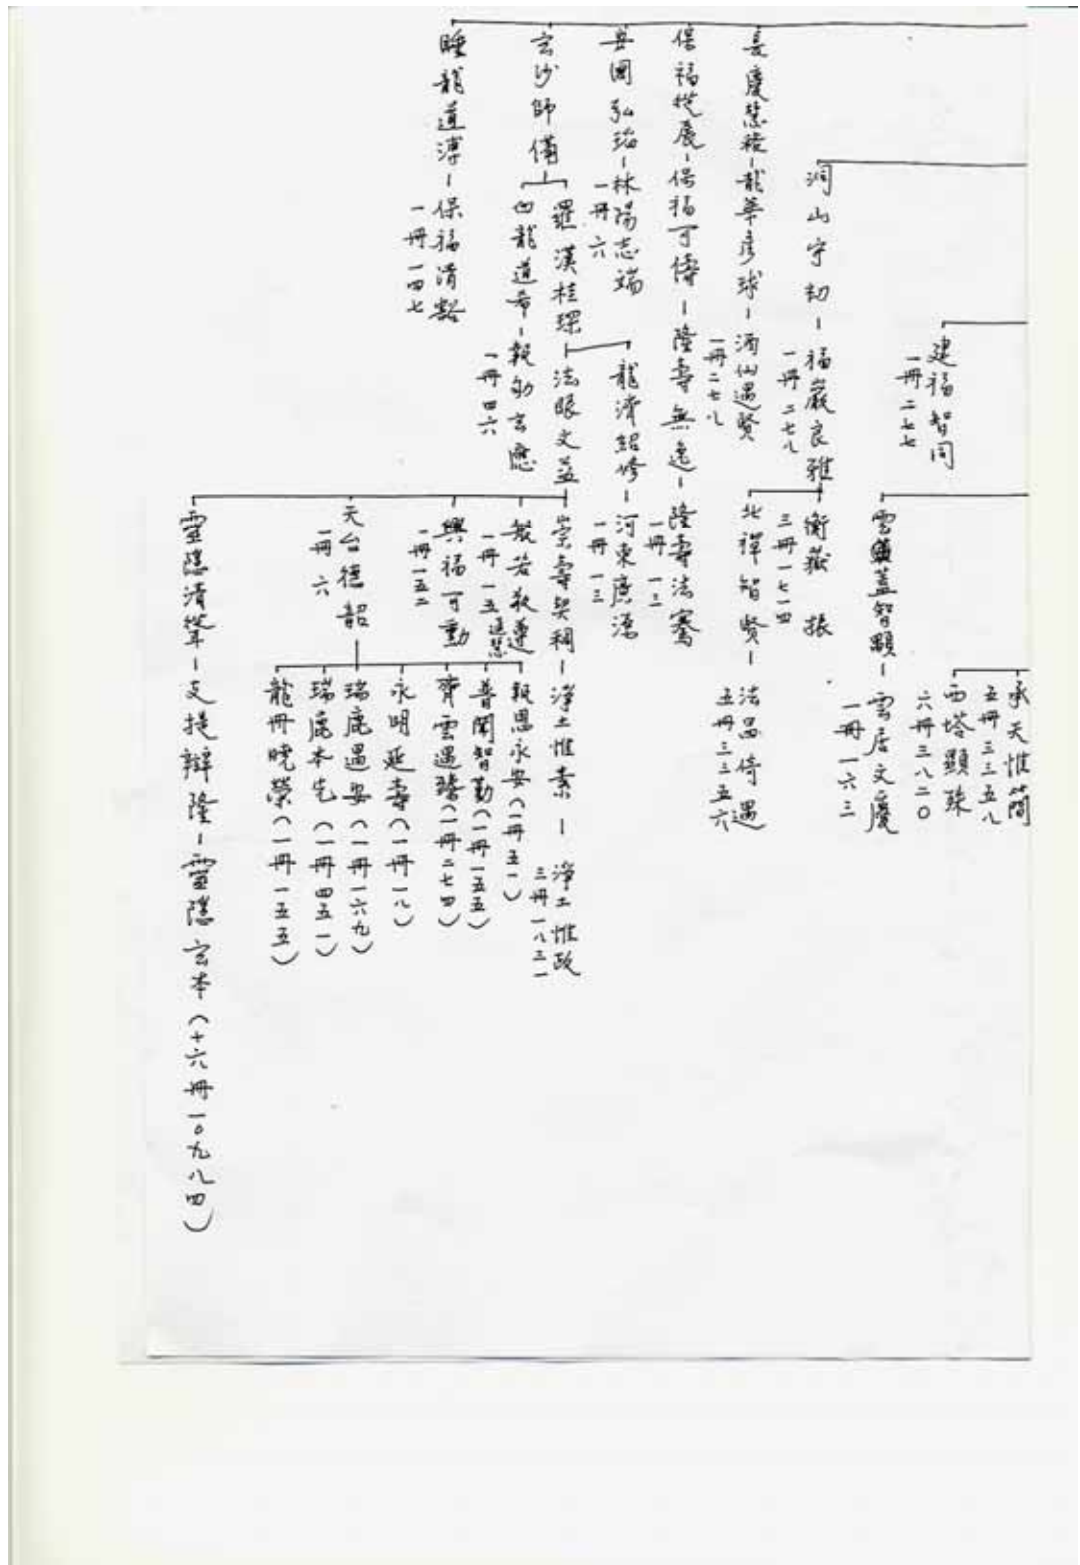 承天惟簡
五冊三三五八
西塔顯殊
六冊三八二〇
建福智同
一冊二七七
雲蓋智顒-雲居文慶
一冊一六三
洞山守初-福嚴良雅
一冊二七八
衡嶽 振
三冊一七一四
北禪智賢-法昌倚遇
五冊三三五六
長慶慧稜-龍華彥球-酒仙遇賢
一冊二七八
保福從展-保福可儔-隆壽無逸-隆壽法騫
一冊一二
安國弘瑫-林陽志端
一冊六
玄沙師備
羅漢桂琛
龍濟紹修-河東廣原
一冊一三
法眼文益
白龍道希-報劬玄應
一冊四六
睡龍道溥-保福清豁
一冊一四七
崇壽契稠-淨土惟素-淨土惟政
三冊一八三一
般若敬遵
一冊一五 通慧
興福可勳
一冊一五二
天台德韶
一冊六
報恩永安(一冊五一)
普聞智勤(一冊一五五)
齊雲遇臻(一冊二七四)
永明延壽(一冊一八)
瑞鹿遇安(一冊一六九)
瑞鹿本先(一冊四五一)
龍冊曉榮(一冊一五五)
靈隱清聳-支提辯隆-靈隱玄本(十六冊一〇九八四)